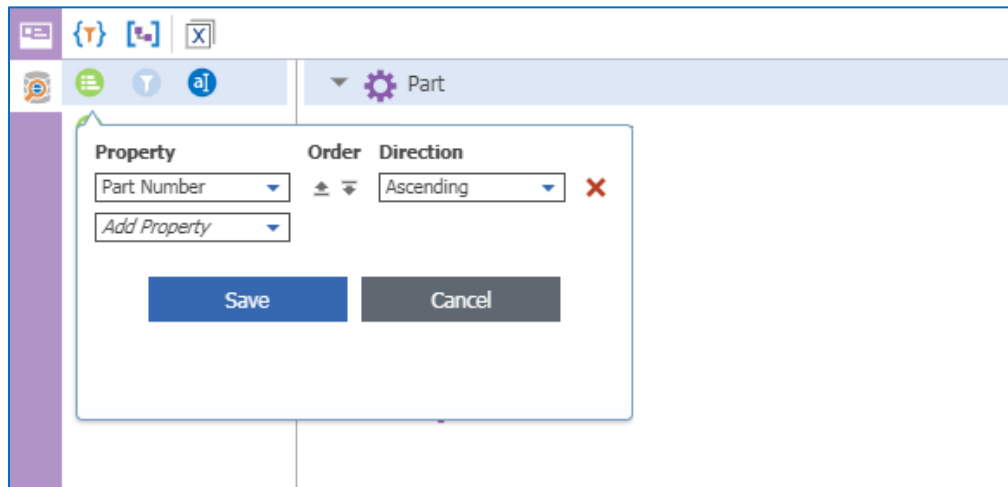 {T}
X
a
Part
Property Order Direction
Part Number Ascending
Add Property
Save Cancel